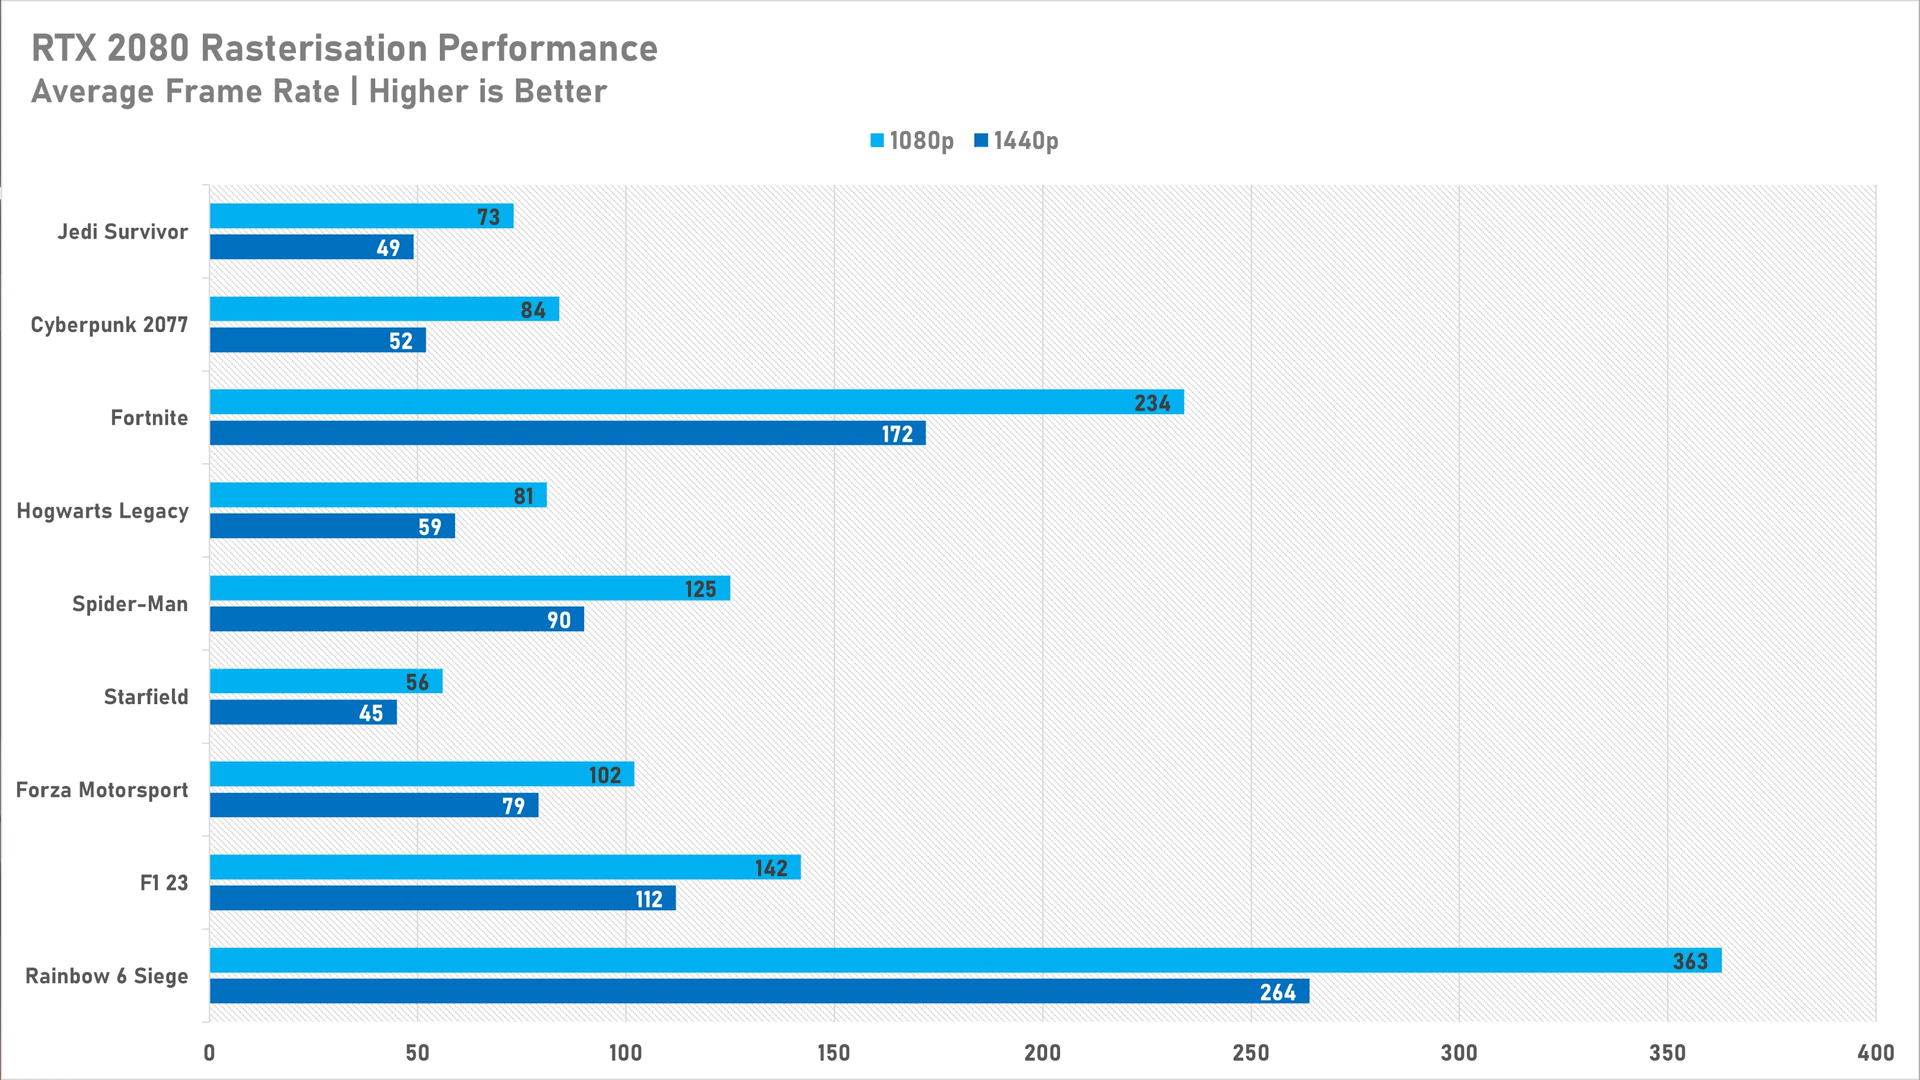 RTX 2080 Rasterisation Performance
Average Frame Rate | Higher is Better
1080p 1440p
Jedi Survivor
73
49
Cyberpunk 2077
84
52
Fortnite
234
172
Hogwarts Legacy
81
59
Spider-Man
125
90
Starfield
56
45
Forza Motorsport
102
79
F1 23
142
112
Rainbow 6 Siege
363
264
0 50 100 150 200 250 300 350 400